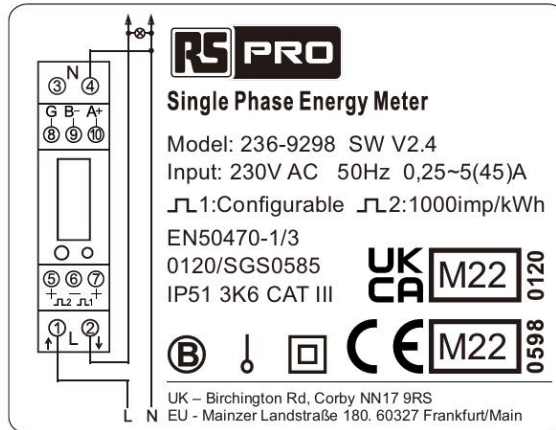 N
③ ④
G B- A+
⑧ ⑨ ⑩
⑤ ⑥ ⑦
+ ⎍2 − ⎍1 +
① L ②
L N
RS PRO
Single Phase Energy Meter
Model: 236-9298 SW V2.4
Input: 230V AC 50Hz 0,25~5(45)A
⎍1:Configurable ⎍2:1000imp/kWh
EN50470-1/3
0120/SGS0585
IP51 3K6 CAT III
UK
CA M22 0120
B CE M22 0598
UK – Birchington Rd, Corby NN17 9RS
EU - Mainzer Landstraße 180. 60327 Frankfurt/Main